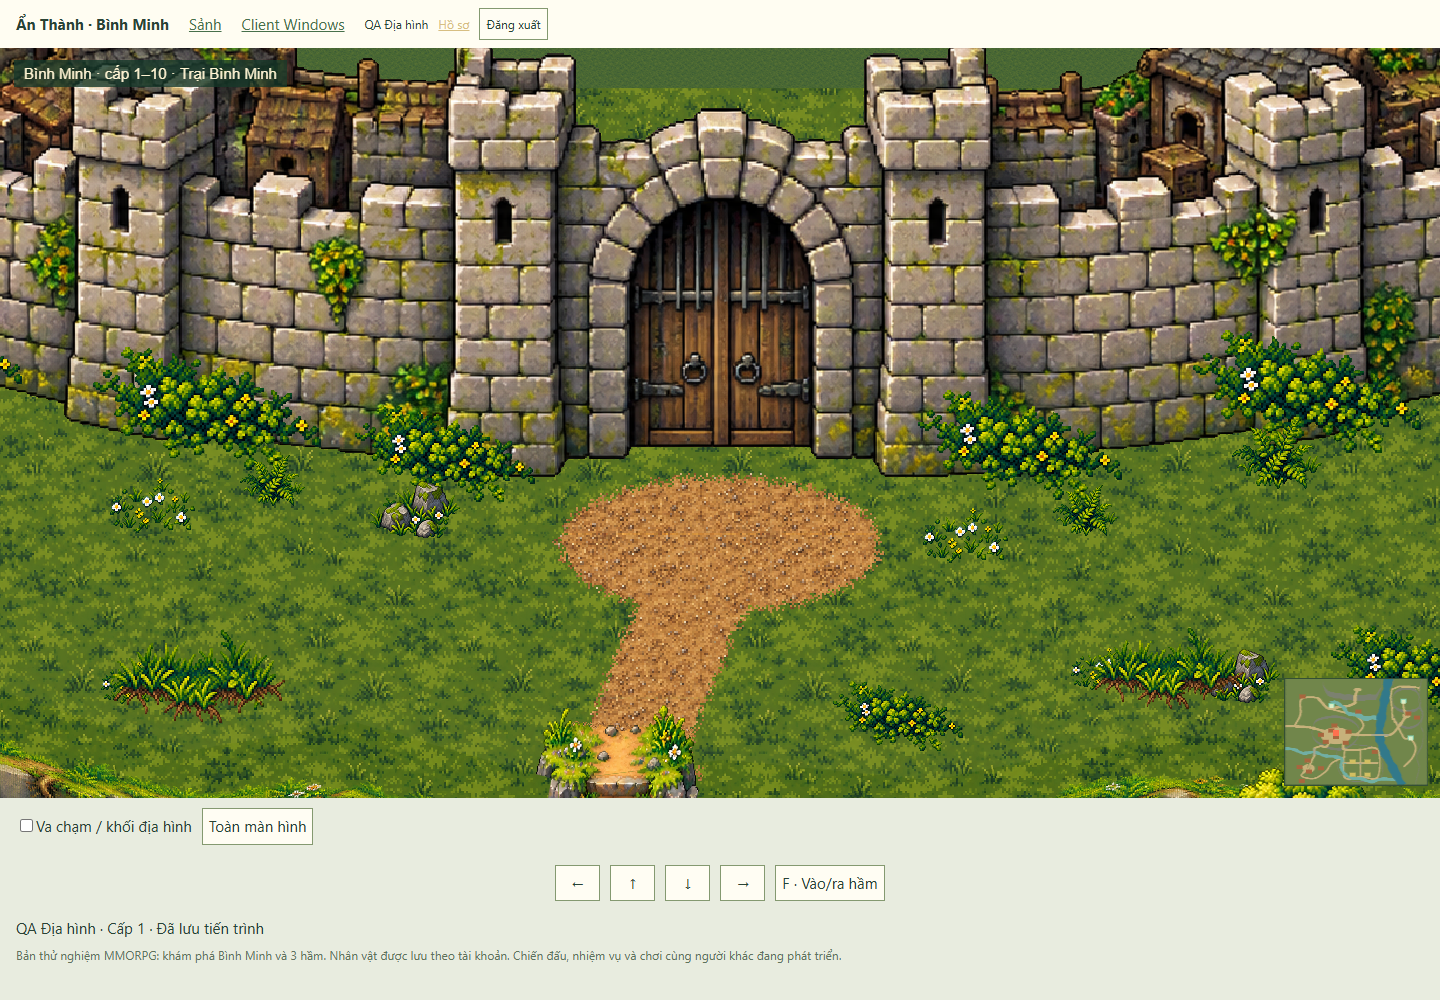 Ẩn Thành · Bình Minh Sảnh Client Windows QA Địa hình Hồ sơ Đăng xuất
Bình Minh · cấp 1–10 · Trại Bình Minh
Va chạm / khối địa hình Toàn màn hình
← ↑ ↓ → F · Vào/ra hầm
QA Địa hình · Cấp 1 · Đã lưu tiến trình
Bản thử nghiệm MMORPG: khám phá Bình Minh và 3 hầm. Nhân vật được lưu theo tài khoản. Chiến đấu, nhiệm vụ và chơi cùng người khác đang phát triển.